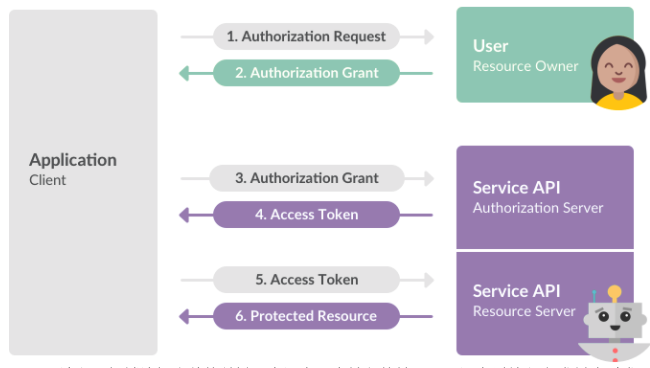 1. Authorization Request
User
Resource Owner
2. Authorization Grant
Application
Client
3. Authorization Grant
Service API
Authorization Server
4. Access Token
5. Access Token
Service API
Resource Server
6. Protected Resource